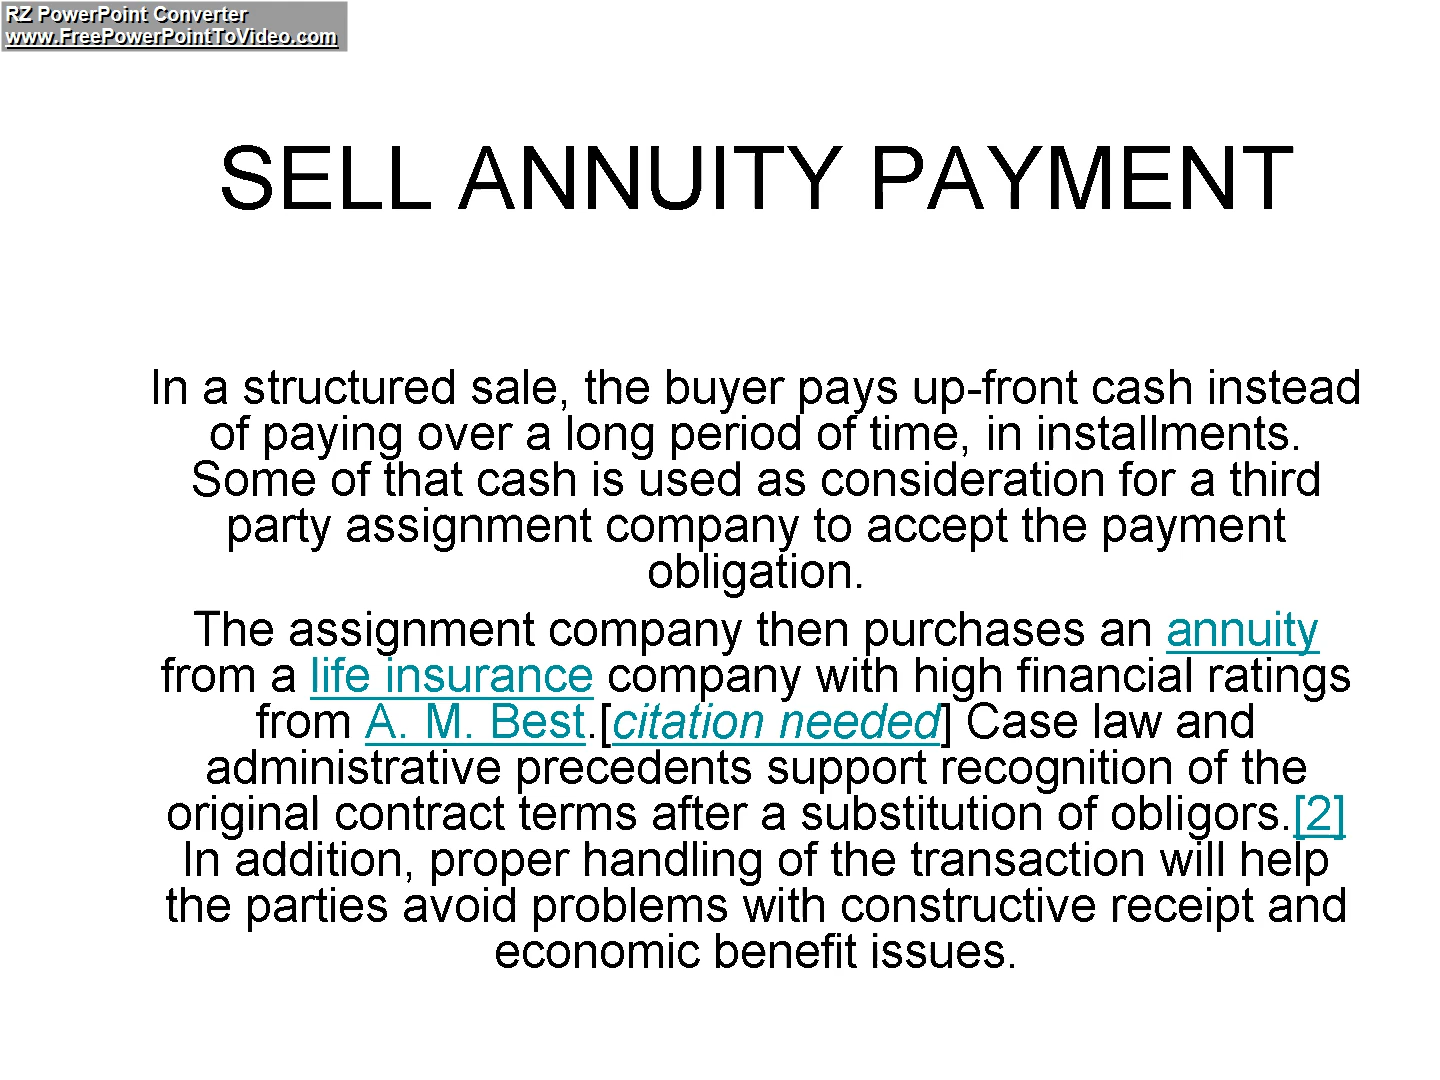 RZ PowerPoint Converter
www.FreePowerPointToVideo.com
SELL ANNUITY PAYMENT
In a structured sale, the buyer pays up-front cash instead
of paying over a long period of time, in installments.
Some of that cash is used as consideration for a third
party assignment company to accept the payment
obligation.
The assignment company then purchases an annuity
from a life insurance company with high financial ratings
from A. M. Best.[citation needed] Case law and
administrative precedents support recognition of the
original contract terms after a substitution of obligors.[2]
In addition, proper handling of the transaction will help
the parties avoid problems with constructive receipt and
economic benefit issues.